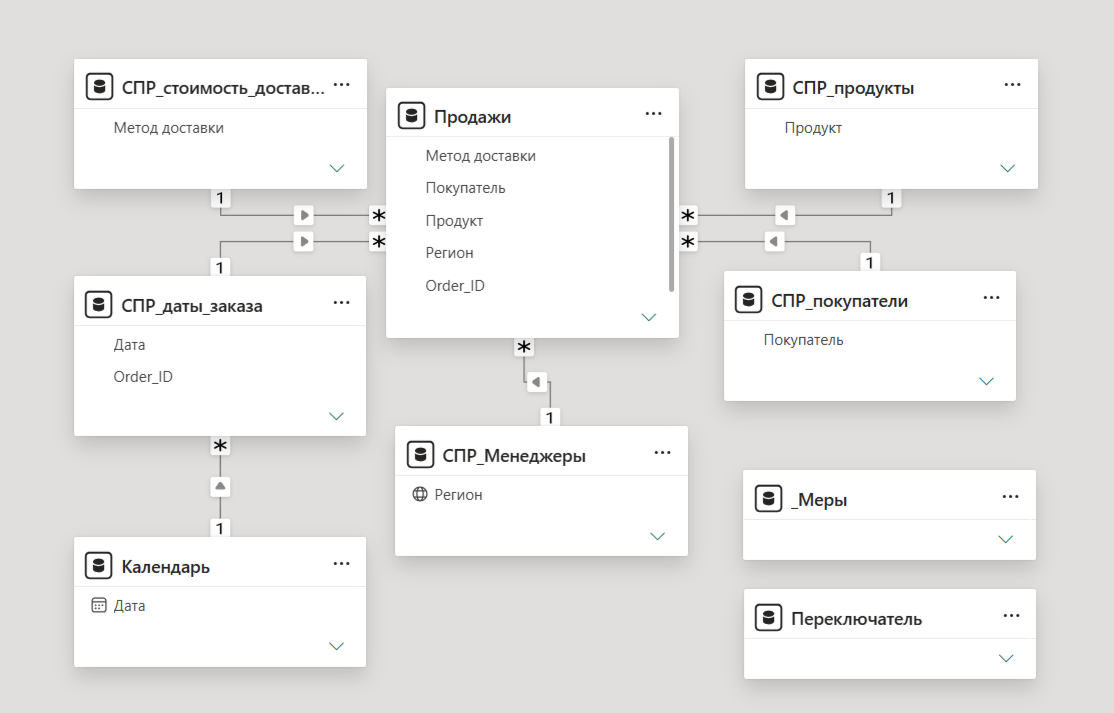 СПР_стоимость_достав...
Метод доставки
1
Продажи
Метод доставки
Покупатель
Продукт
Регион
Order_ID
*
*
*
*
*
СПР_продукты
Продукт
1
1
СПР_даты_заказа
Дата
Order_ID
*
1
СПР_покупатели
Покупатель
1
СПР_Менеджеры
Регион
1
Календарь
Дата
_Меры
Переключатель